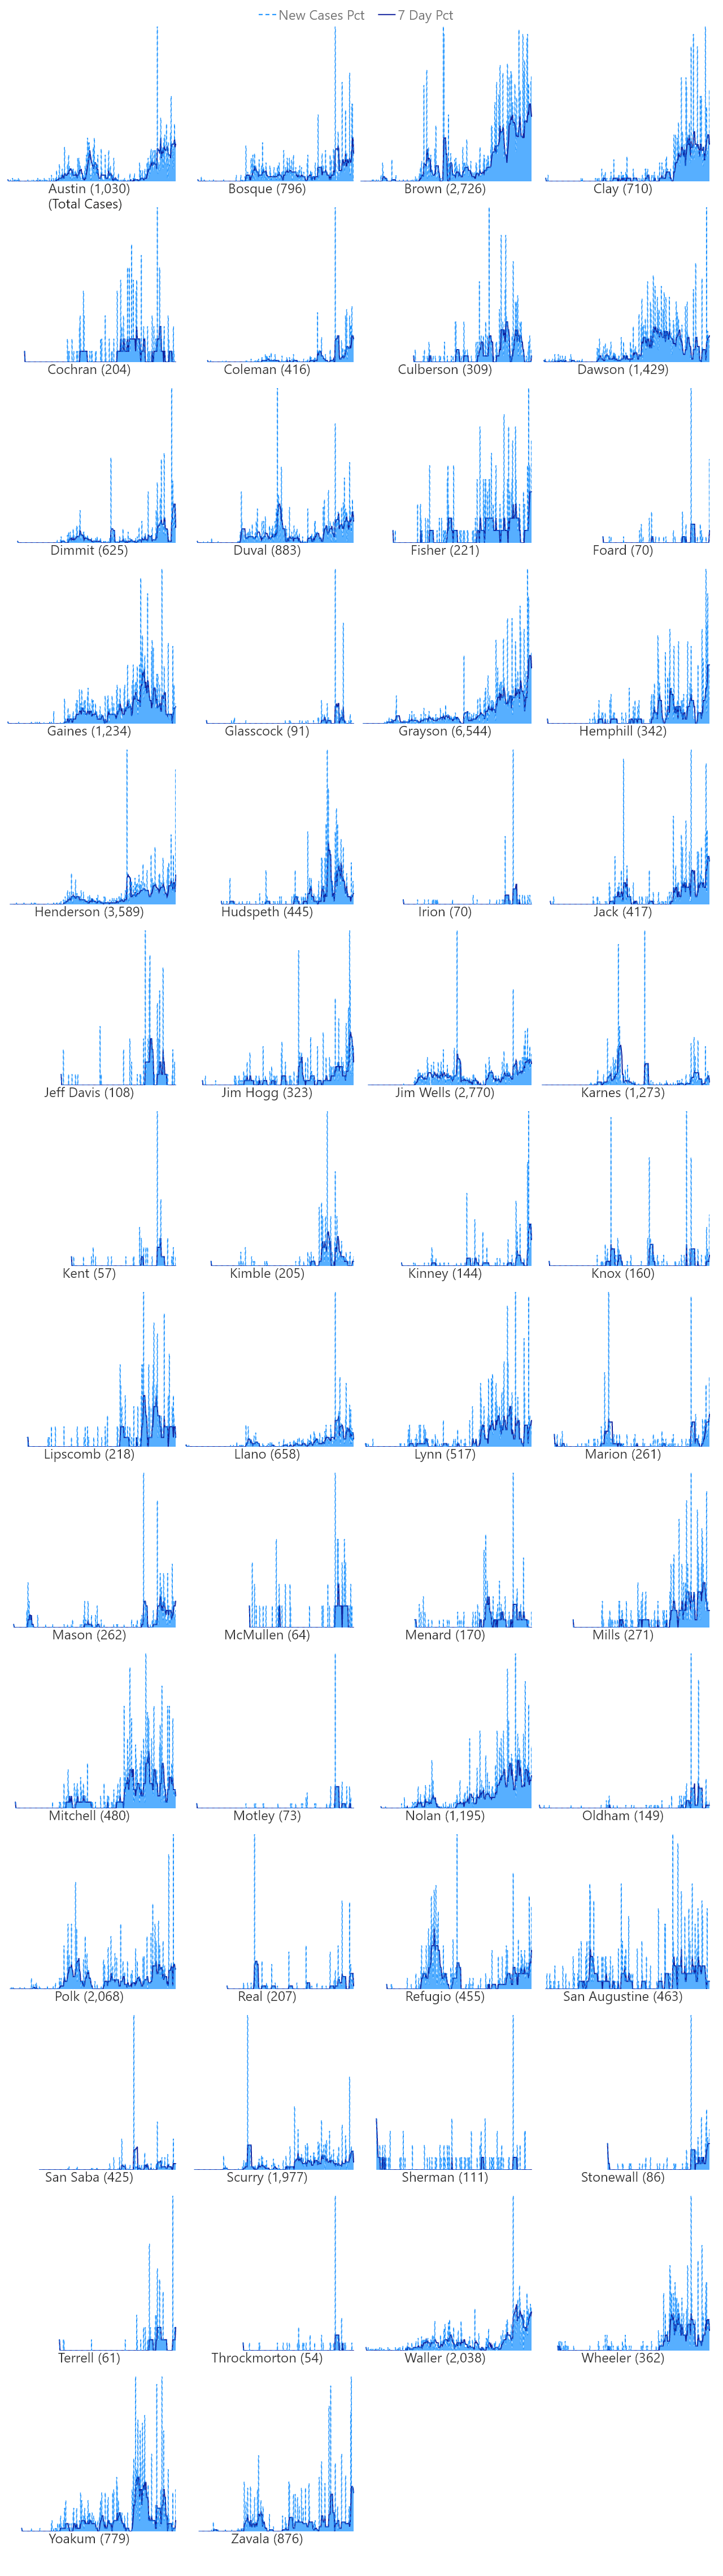 New Cases Pct 7 Day Pct
Austin (1,030) Bosque (796) Brown (2,726) Clay (710)
(Total Cases)
Cochran (204) Coleman (416) Culberson (309) Dawson (1,429)
Dimmit (625) Duval (883) Fisher (221) Foard (70)
Gaines (1,234) Glasscock (91) Grayson (6,544) Hemphill (342)
Henderson (3,589) Hudspeth (445) Irion (70) Jack (417)
Jeff Davis (108) Jim Hogg (323) Jim Wells (2,770) Karnes (1,273)
Kent (57) Kimble (205) Kinney (144) Knox (160)
Lipscomb (218) Llano (658) Lynn (517) Marion (261)
Mason (262) McMullen (64) Menard (170) Mills (271)
Mitchell (480) Motley (73) Nolan (1,195) Oldham (149)
Polk (2,068) Real (207) Refugio (455) San Augustine (463)
San Saba (425) Scurry (1,977) Sherman (111) Stonewall (86)
Terrell (61) Throckmorton (54) Waller (2,038) Wheeler (362)
Yoakum (779) Zavala (876)